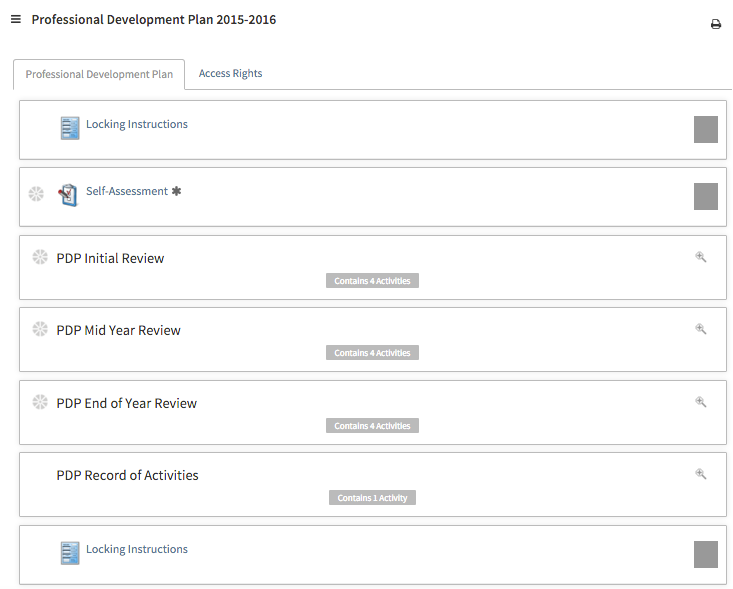 Professional Development Plan 2015-2016
Professional Development Plan
Access Rights
Locking Instructions
Self-Assessment ✱
PDP Initial Review
Contains 4 Activities
PDP Mid Year Review
Contains 4 Activities
PDP End of Year Review
Contains 4 Activities
PDP Record of Activities
Contains 1 Activity
Locking Instructions